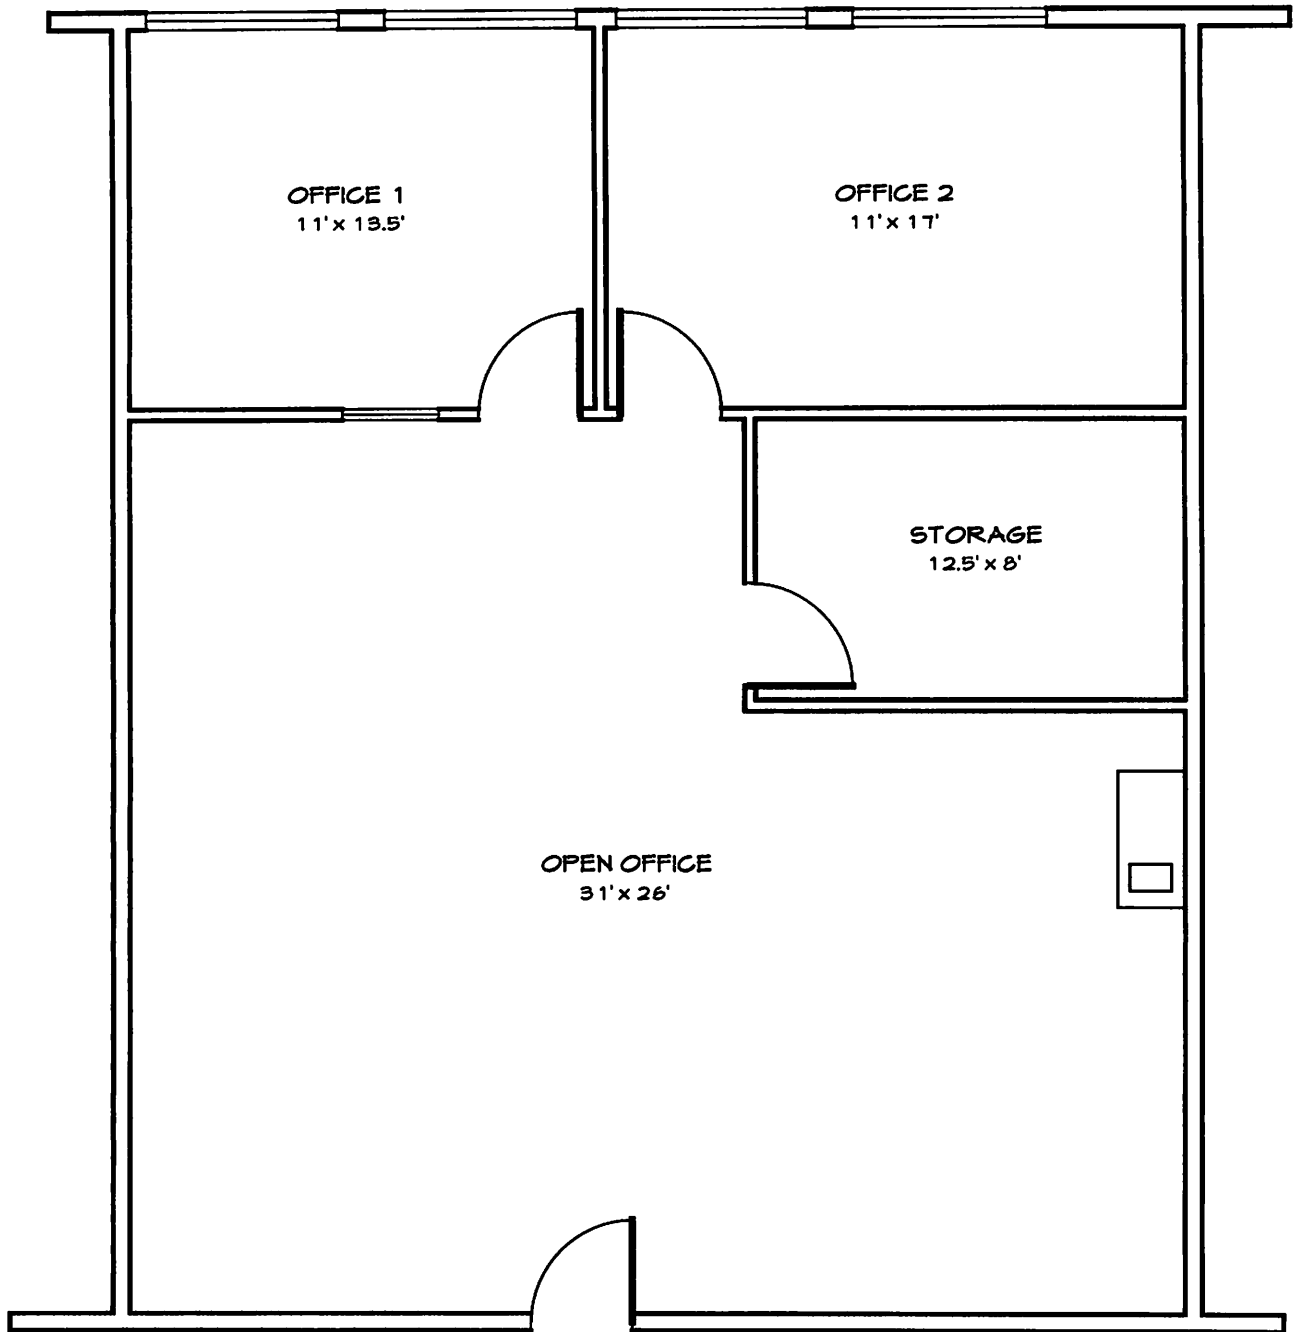 OFFICE 1
11' x 13.5'
OFFICE 2
11' x 17'
STORAGE
12.5' x 8'
OPEN OFFICE
31' x 26'